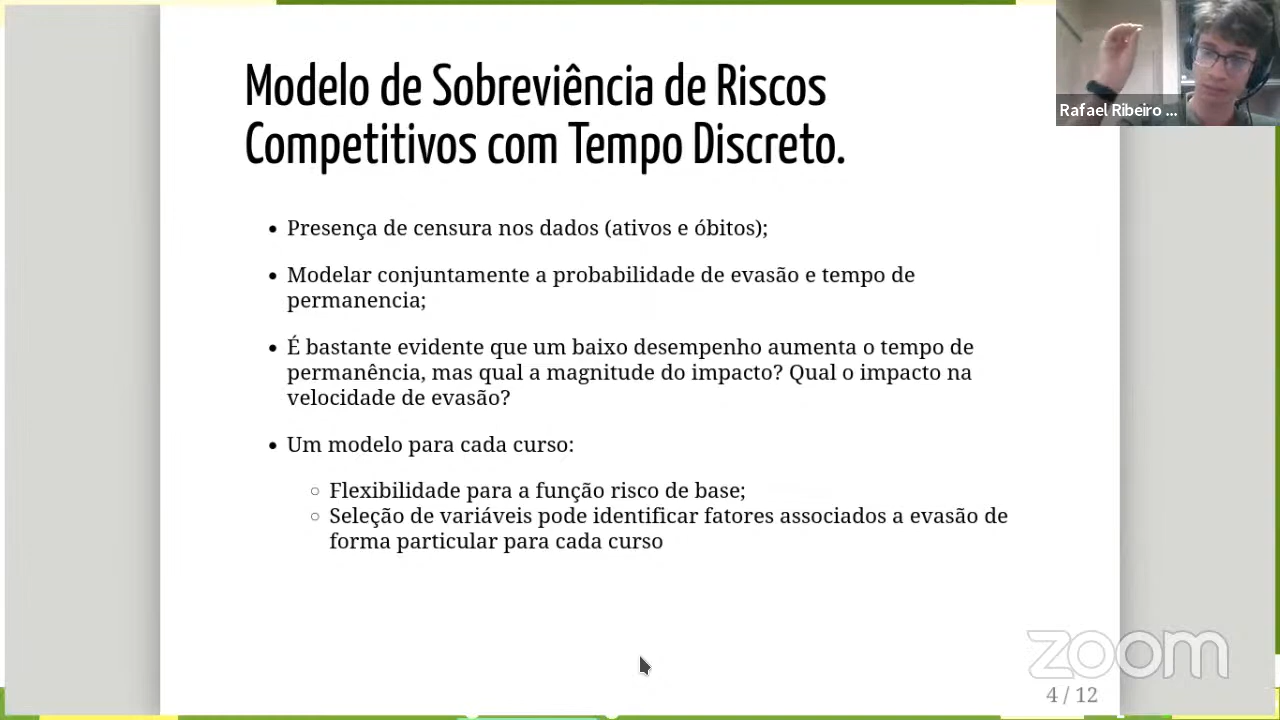 Modelo de Sobreviência de Riscos
Competitivos com Tempo Discreto.
Rafael Ribeiro ...
• Presença de censura nos dados (ativos e óbitos);
• Modelar conjuntamente a probabilidade de evasão e tempo de
permanencia;
• É bastante evidente que um baixo desempenho aumenta o tempo de
permanência, mas qual a magnitude do impacto? Qual o impacto na
velocidade de evasão?
• Um modelo para cada curso:
○ Flexibilidade para a função risco de base;
○ Seleção de variáveis pode identificar fatores associados a evasão de
forma particular para cada curso
zoom
4 / 12